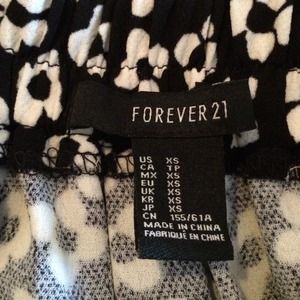 FOREVER 21
US XS
CA TP
MX XS
EU XS
UK XS
KR XS
JP XS
CN 155/61A
MADE IN CHINA
FABRIQUÉ EN CHINE